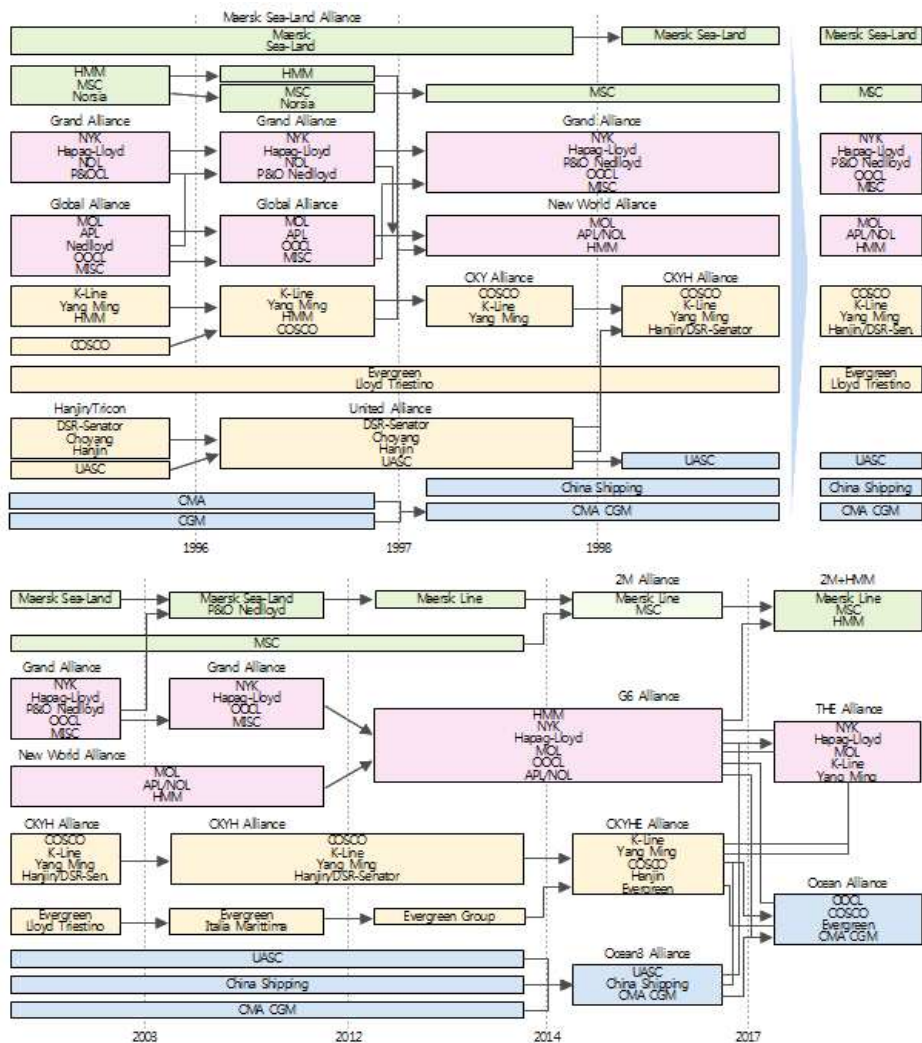 Maersk Sea-Land Alliance
Maersk
Sea-Land
Maersk Sea-Land
Maersk Sea-Land
HMM
MSC
Norsia
HMM
MSC
Norsia
MSC
MSC
Grand Alliance
Grand Alliance
Grand Alliance
NYK
Hapag-Lloyd
NOL
P&OCL
NYK
Hapag-Lloyd
NOL
P&O Nedlloyd
NYK
Hapag-Lloyd
P&O Nedlloyd
OOCL
MISC
NYK
Hapag-Lloyd
P&O Nedlloyd
OOCL
MISC
Global Alliance
Global Alliance
New World Alliance
MOL
APL
Nedlloyd
OOCL
MISC
MOL
APL
OOCL
MISC
MOL
APL/NOL
HMM
MOL
APL/NOL
HMM
CKY Alliance
CKYH Alliance
K-Line
Yang Ming
HMM
K-Line
Yang Ming
HMM
COSCO
COSCO
K-Line
Yang Ming
COSCO
K-Line
Yang Ming
Hanjin/DSR-Senator
COSCO
K-Line
Yang Ming
Hanjin/DSR-Sen.
COSCO
Evergreen
Lloyd Triestino
Evergreen
Lloyd Triestino
Hanjin/Tricon
United Alliance
DSR-Senator
Choyang
Hanjin
UASC
DSR-Senator
Choyang
Hanjin
UASC
UASC
UASC
China Shipping
China Shipping
CMA
CGM
CMA CGM
CMA CGM
1996
1997
1998
2M Alliance
2M+HMM
Maersk Sea-Land
Maersk Sea-Land
P&O Nedlloyd
Maersk Line
Maersk Line
MSC
Maersk Line
MSC
HMM
MSC
Grand Alliance
Grand Alliance
G6 Alliance
THE Alliance
NYK
Hapag-Lloyd
P&O Nedlloyd
OOCL
MISC
NYK
Hapag-Lloyd
OOCL
MISC
HMM
NYK
Hapag-Lloyd
MOL
OOCL
APL/NOL
NYK
Hapag-Lloyd
MOL
K-Line
Yang Ming
New World Alliance
MOL
APL/NOL
HMM
CKYH Alliance
CKYH Alliance
CKYHE Alliance
COSCO
K-Line
Yang Ming
Hanjin/DSR-Sen.
COSCO
K-Line
Yang Ming
Hanjin/DSR-Senator
K-Line
Yang Ming
COSCO
Hanjin
Evergreen
Ocean Alliance
OOCL
COSCO
Evergreen
CMA CGM
Evergreen
Lloyd Triestino
Evergreen
Italia Marittima
Evergreen Group
Ocean3 Alliance
UASC
China Shipping
CMA CGM
UASC
China Shipping
CMA CGM
2003
2012
2014
2017